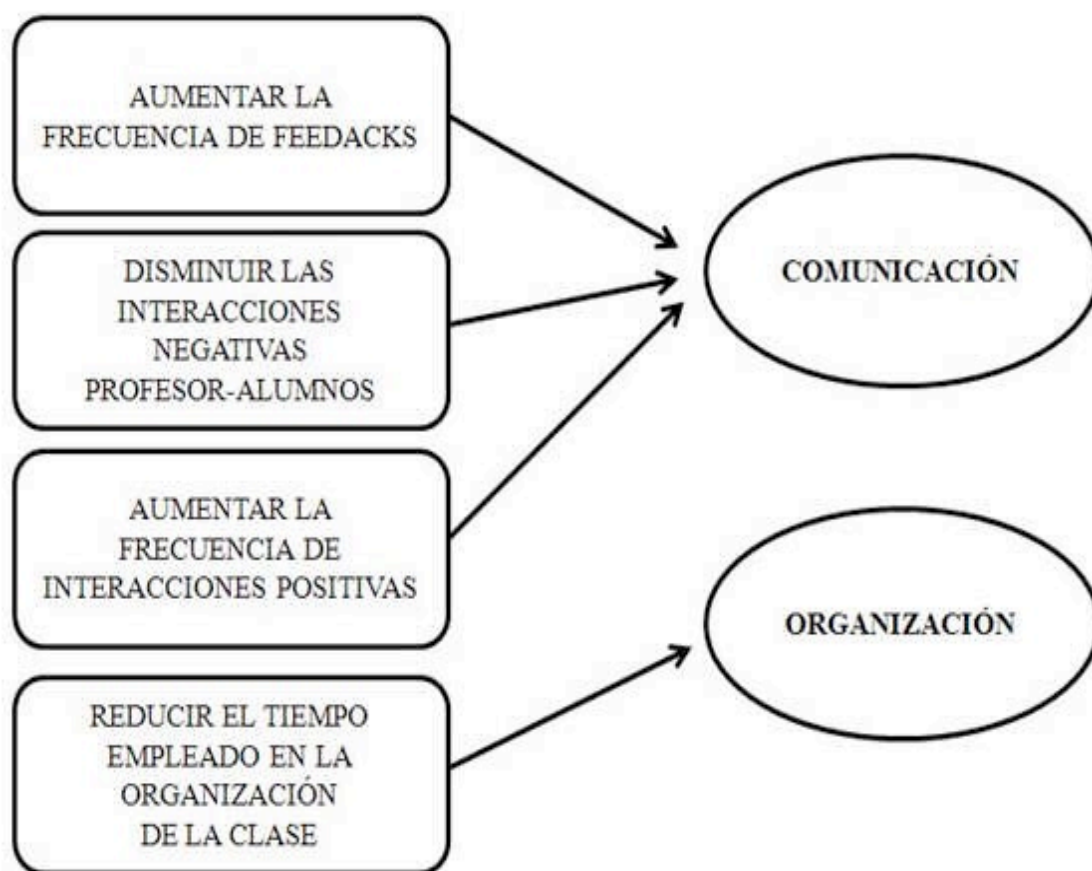 AUMENTAR LA
FRECUENCIA DE FEEDACKS
DISMINUIR LAS
INTERACCIONES
NEGATIVAS
PROFESOR-ALUMNOS
AUMENTAR LA
FRECUENCIA DE
INTERACCIONES POSITIVAS
REDUCIR EL TIEMPO
EMPLEADO EN LA
ORGANIZACIÓN
DE LA CLASE
COMUNICACIÓN
ORGANIZACIÓN